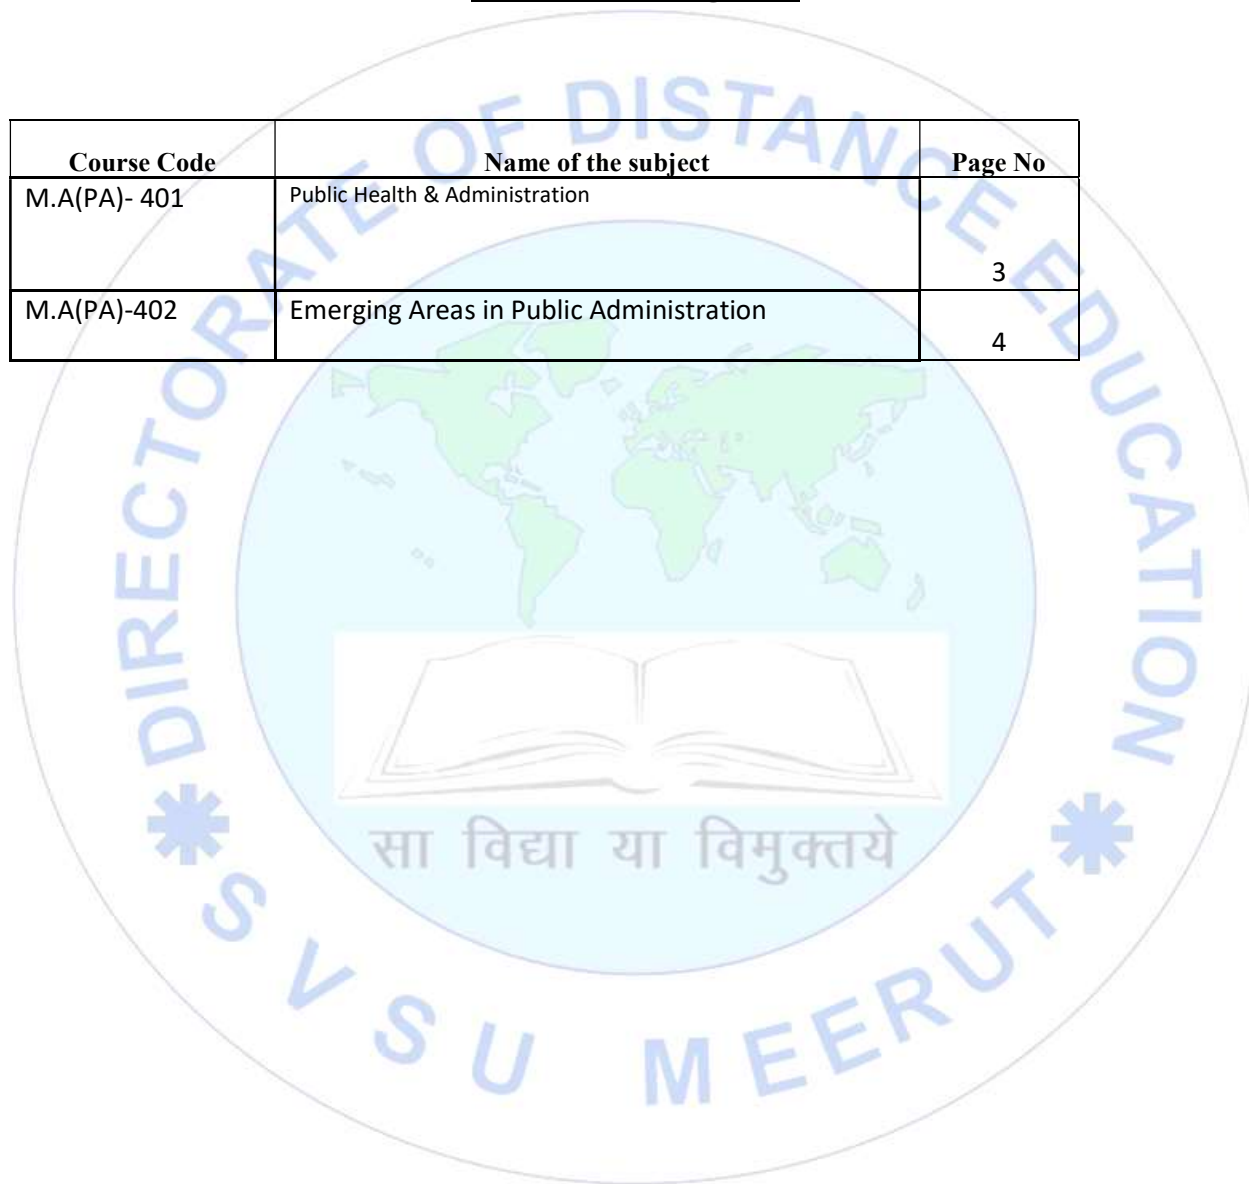 Course Code Name of the subject Page No
M.A(PA)- 401 Public Health & Administration 3
M.A(PA)-402 Emerging Areas in Public Administration 4
DIRECTORATE OF DISTANCE EDUCATION
सा विद्या या विमुक्तये
SVSU MEERUT